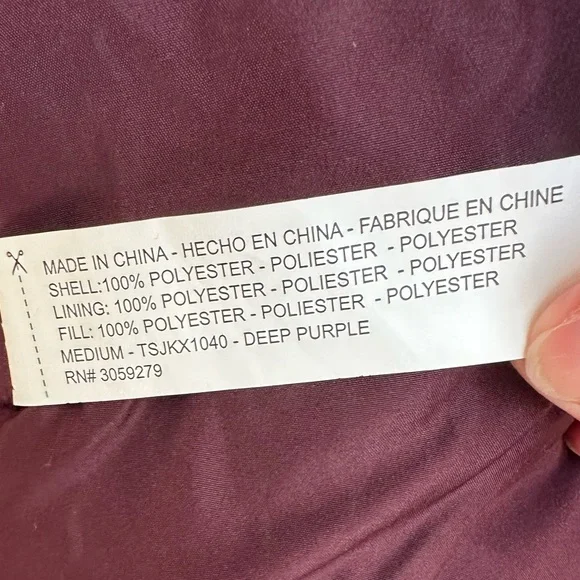 MADE IN CHINA - HECHO EN CHINA - FABRIQUE EN CHINE
SHELL:100% POLYESTER - POLIESTER - POLYESTER
LINING: 100% POLYESTER - POLIESTER - POLYESTER
FILL: 100% POLYESTER - POLIESTER - POLYESTER
MEDIUM - TSJKX1040 - DEEP PURPLE
RN# 3059279